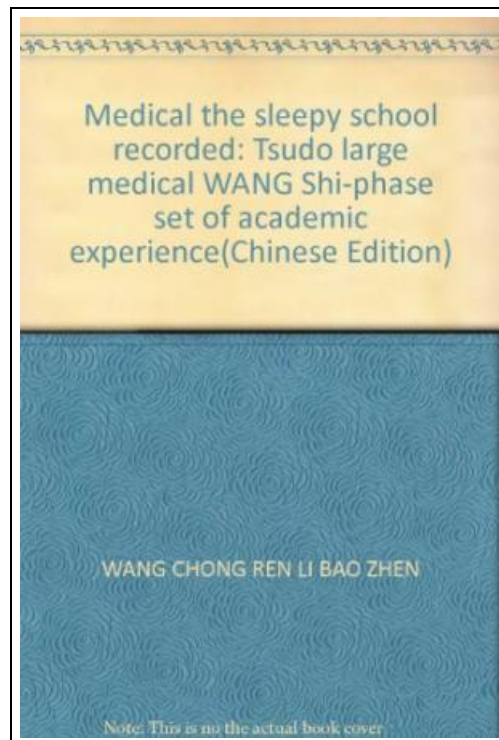 Medical the sleepy school
recorded: Tsudo large
medical WANG Shi-phase
set of academic
experience(Chinese Edition)
WANG CHONG REN LI BAO ZHEN
Note: This is no the actual book cover